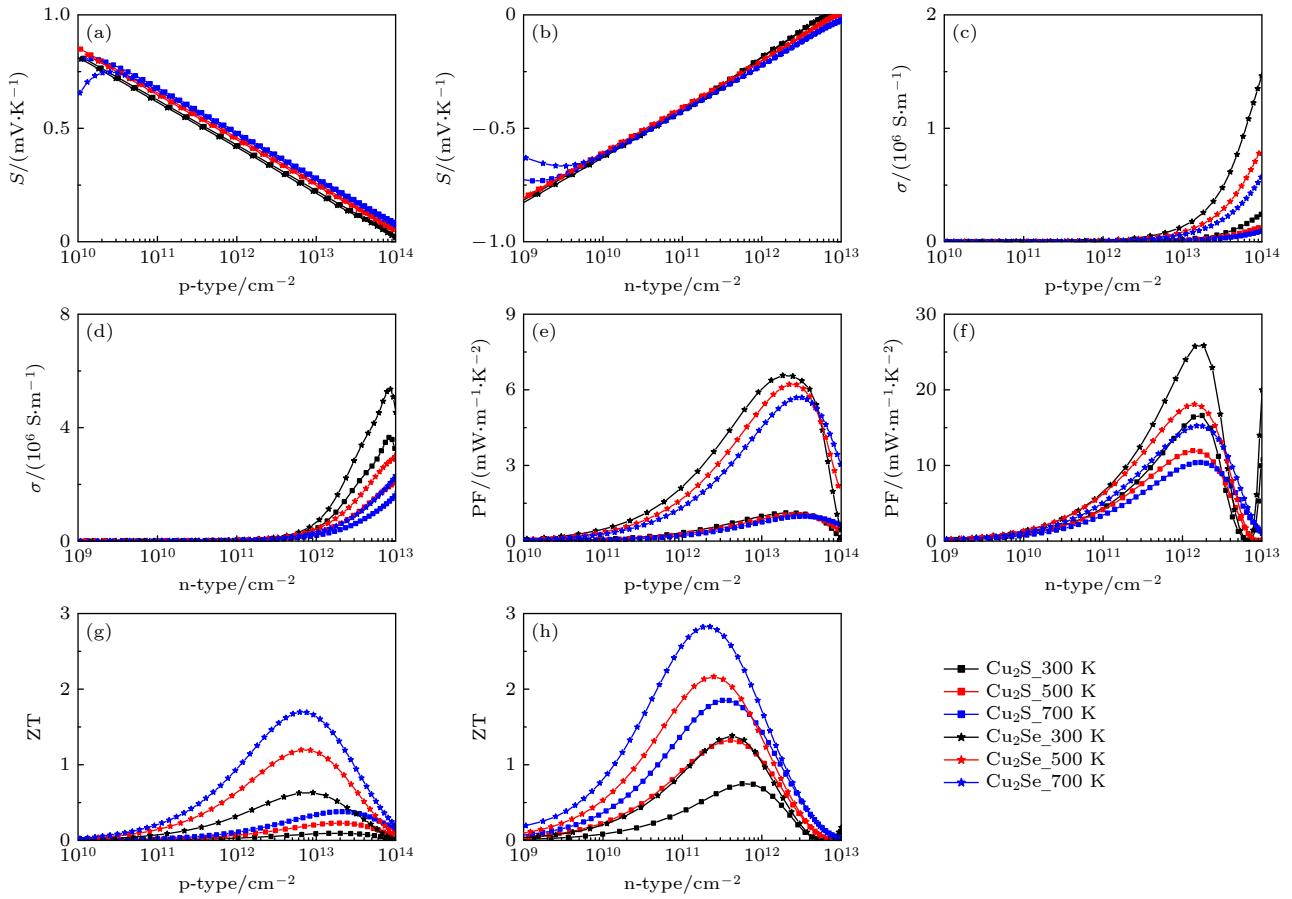 (a)
1.0
0.5
0
S/(mV·K⁻¹)
10¹⁰ 10¹¹ 10¹² 10¹³ 10¹⁴
p-type/cm⁻²
(b)
0
−0.5
−1.0
S/(mV·K⁻¹)
10⁹ 10¹⁰ 10¹¹ 10¹² 10¹³
n-type/cm⁻²
(c)
2
1
0
σ/(10⁶ S·m⁻¹)
10¹⁰ 10¹¹ 10¹² 10¹³ 10¹⁴
p-type/cm⁻²
(d)
8
4
0
σ/(10⁶ S·m⁻¹)
10⁹ 10¹⁰ 10¹¹ 10¹² 10¹³
n-type/cm⁻²
(e)
9
6
3
0
PF/(mW·m⁻¹·K⁻²)
10¹⁰ 10¹¹ 10¹² 10¹³ 10¹⁴
p-type/cm⁻²
(f)
30
20
10
0
PF/(mW·m⁻¹·K⁻²)
10⁹ 10¹⁰ 10¹¹ 10¹² 10¹³
n-type/cm⁻²
(g)
3
2
1
0
ZT
10¹⁰ 10¹¹ 10¹² 10¹³ 10¹⁴
p-type/cm⁻²
(h)
3
2
1
0
ZT
10⁹ 10¹⁰ 10¹¹ 10¹² 10¹³
n-type/cm⁻²
Cu₂S_300 K
Cu₂S_500 K
Cu₂S_700 K
Cu₂Se_300 K
Cu₂Se_500 K
Cu₂Se_700 K